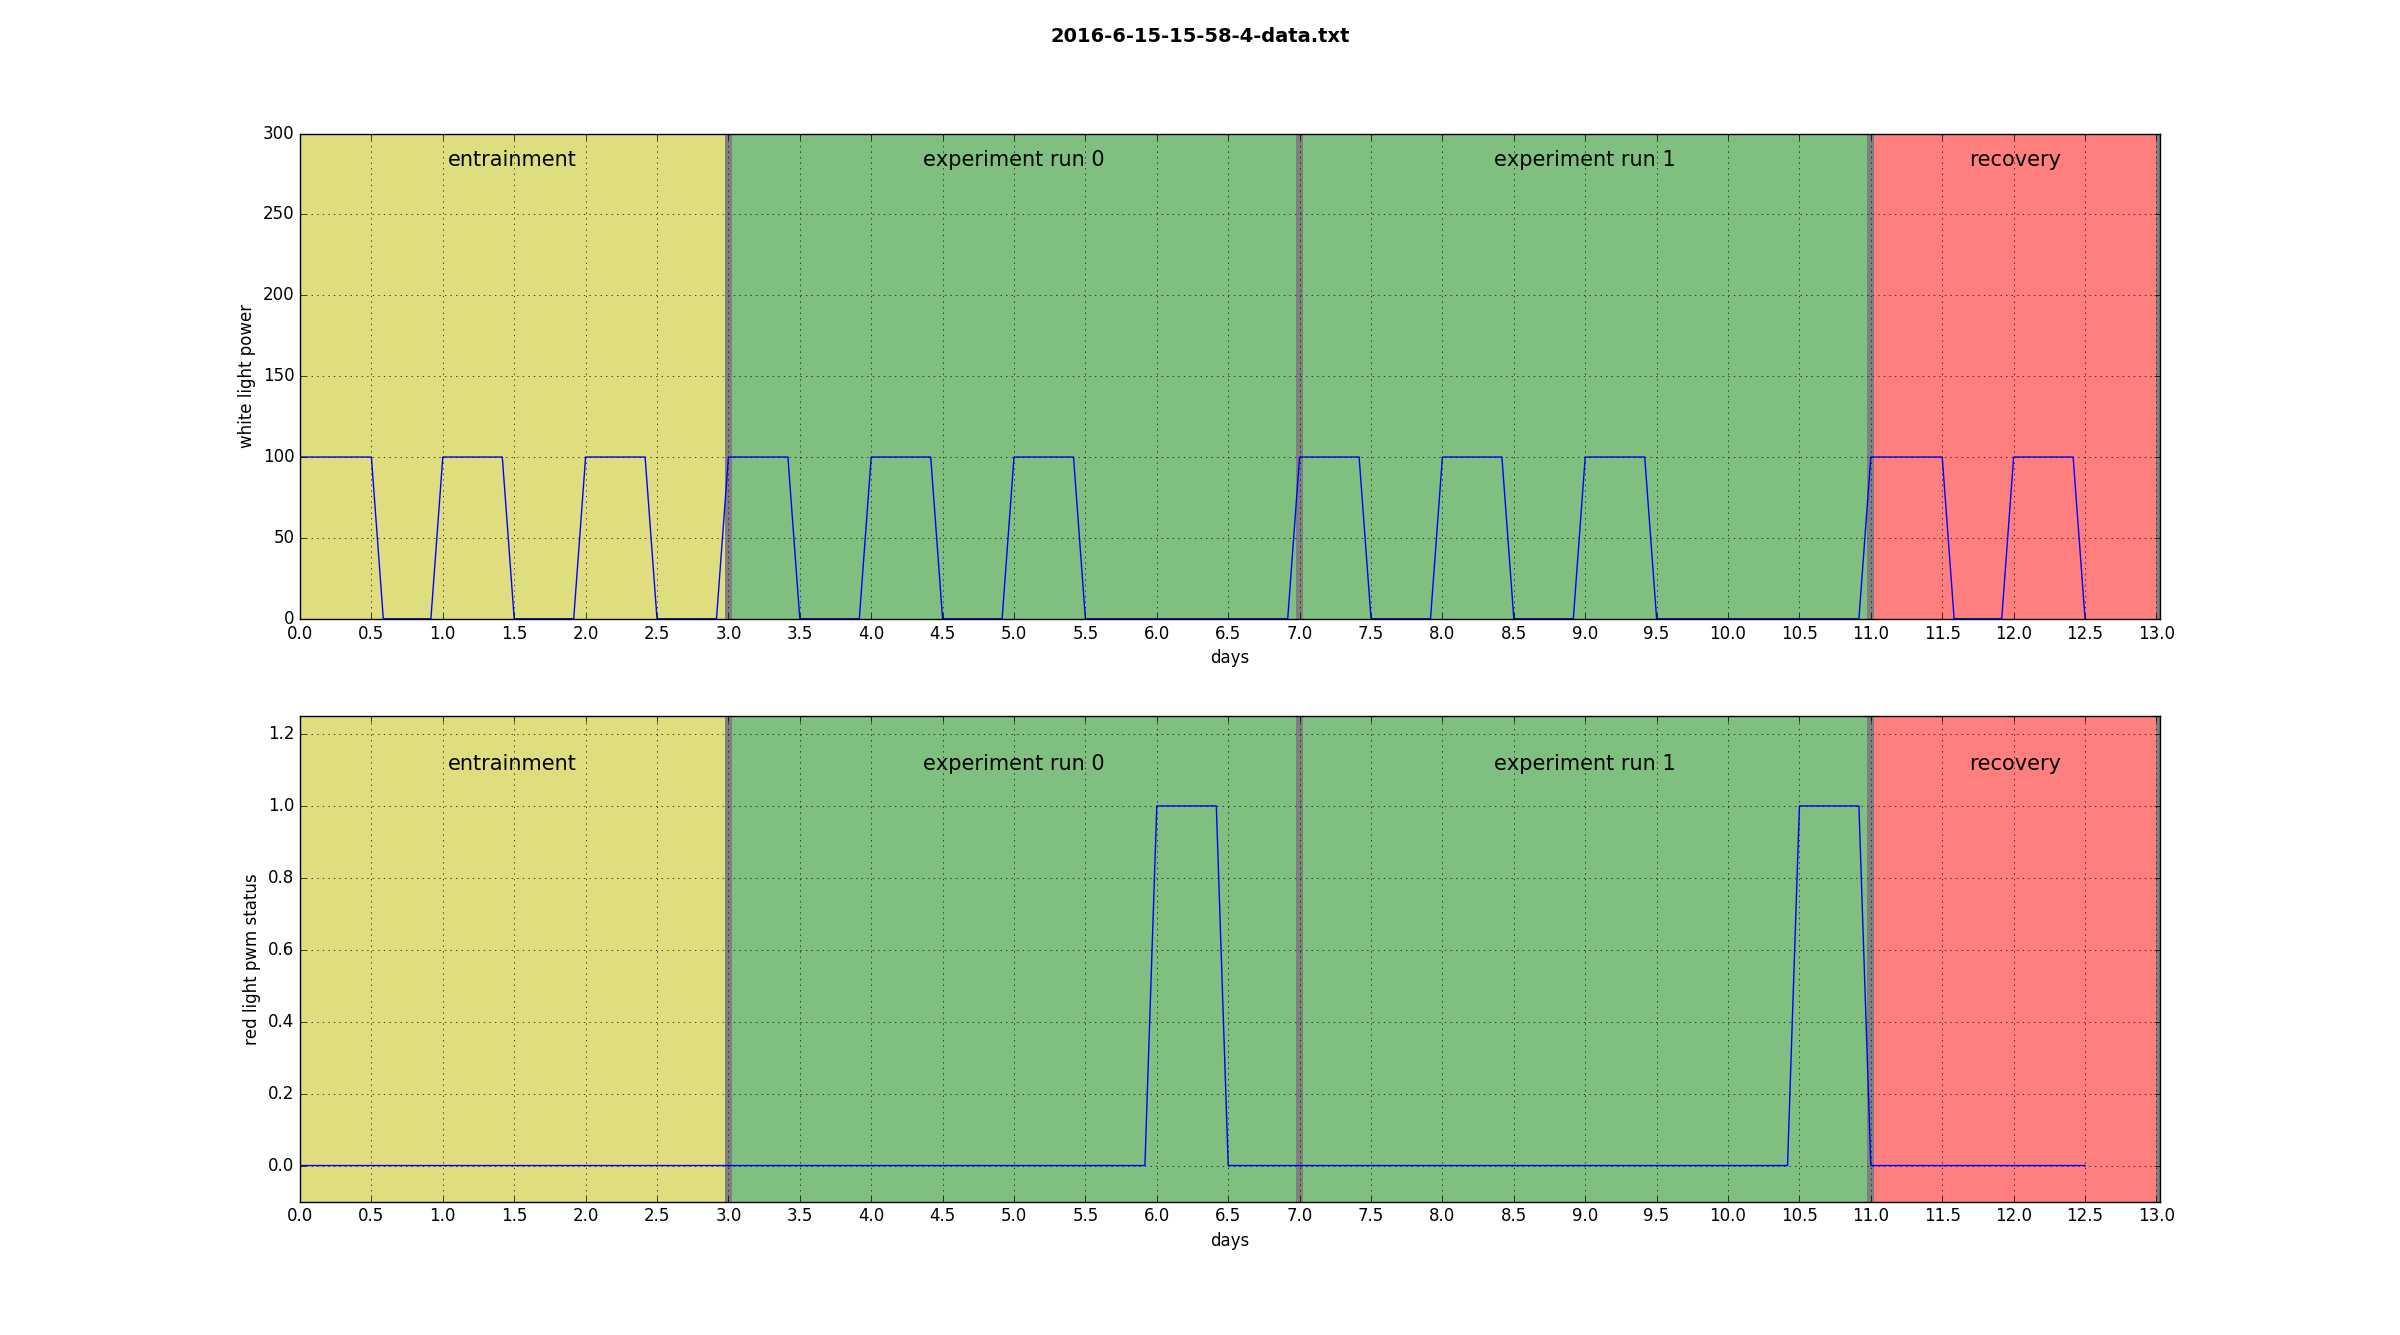 2016-6-15-15-58-4-data.txt
300
250
200
150
100
50
0
white light power
entrainment experiment run 0 experiment run 1 recovery
0.0 0.5 1.0 1.5 2.0 2.5 3.0 3.5 4.0 4.5 5.0 5.5 6.0 6.5 7.0 7.5 8.0 8.5 9.0 9.5 10.0 10.5 11.0 11.5 12.0 12.5 13.0
days
1.2
1.0
0.8
0.6
0.4
0.2
0.0
red light pwm status
entrainment experiment run 0 experiment run 1 recovery
0.0 0.5 1.0 1.5 2.0 2.5 3.0 3.5 4.0 4.5 5.0 5.5 6.0 6.5 7.0 7.5 8.0 8.5 9.0 9.5 10.0 10.5 11.0 11.5 12.0 12.5 13.0
days